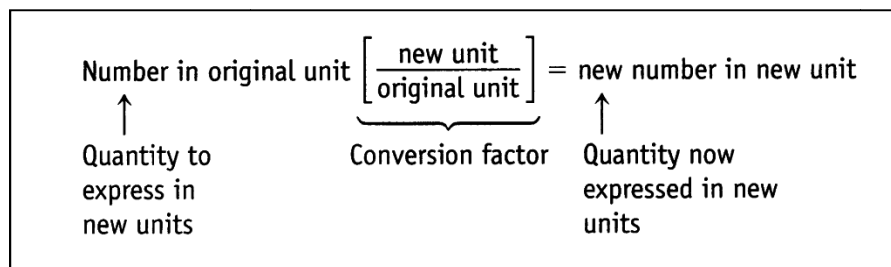 Number in original unit [new unit / original unit] = new number in new unit
↑ ↑
Quantity to express in new units
Conversion factor
Quantity now expressed in new units